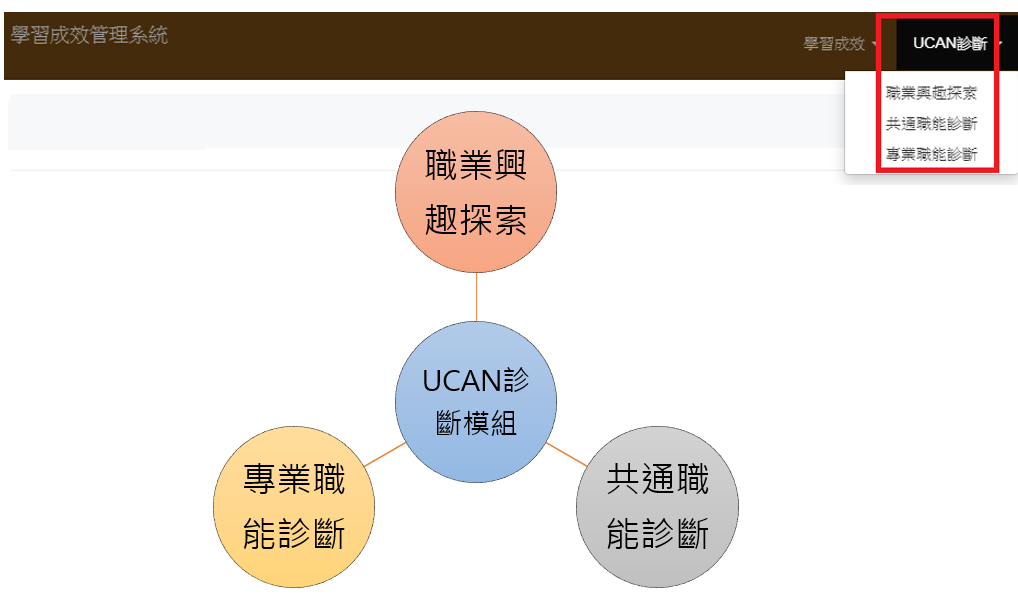 學習成效管理系統
學習成效
UCAN診斷
職業興趣探索
共通職能診斷
專業職能診斷
職業興
趣探索
UCAN診
斷模組
專業職
能診斷
共通職
能診斷